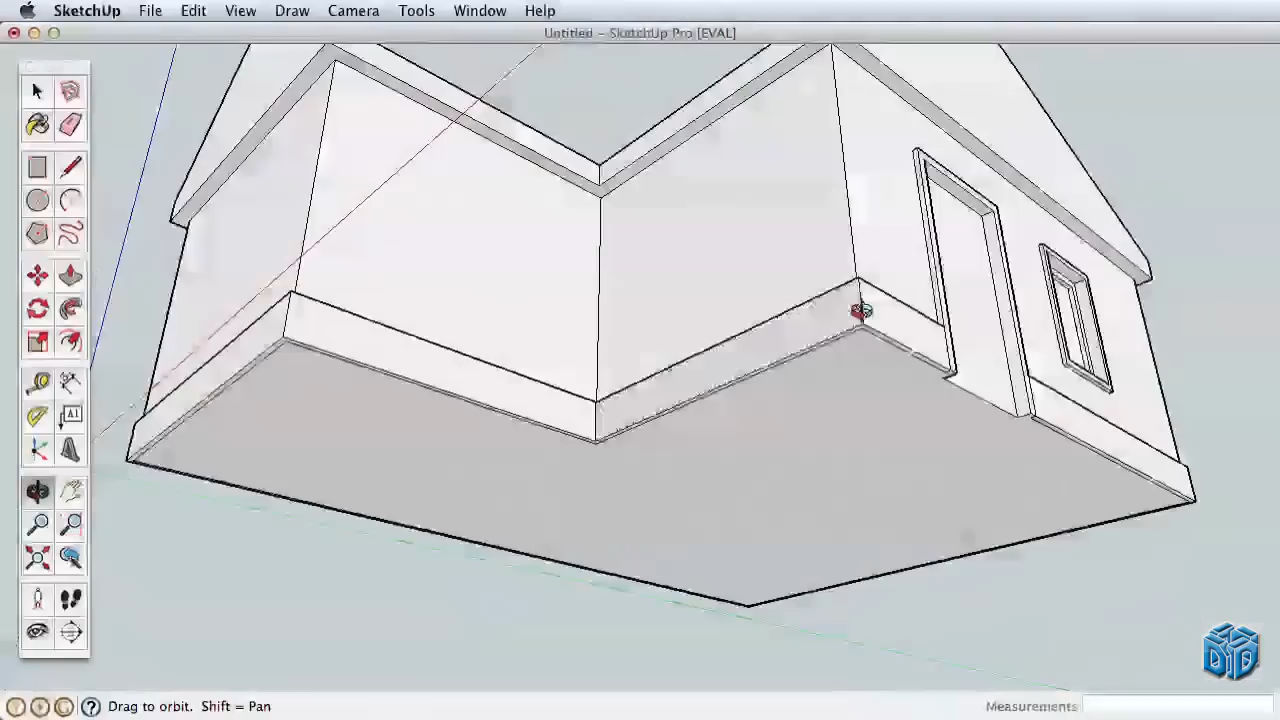 SketchUp File Edit View Draw Camera Tools Window Help
Untitled - SketchUp Pro [EVAL]
A1
? Drag to orbit. Shift = Pan
Measurements